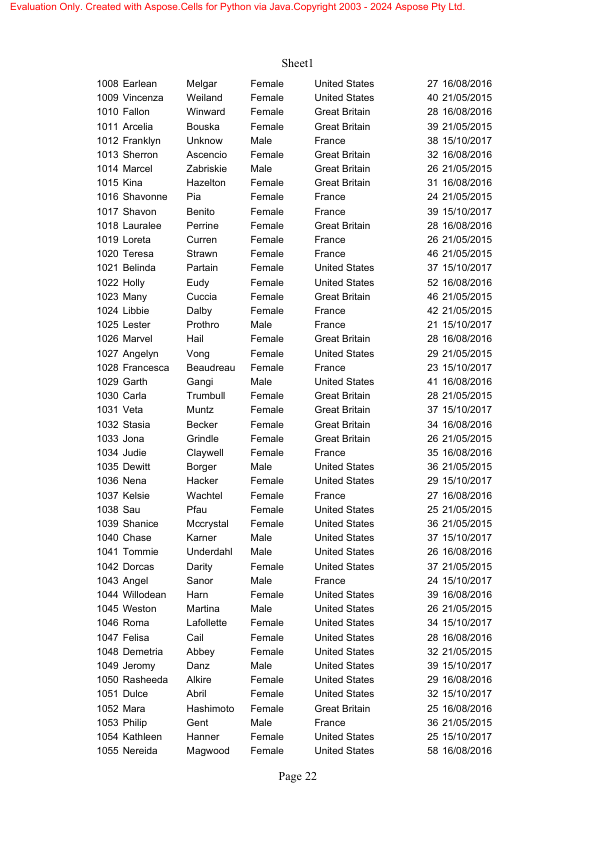 Evaluation Only. Created with Aspose.Cells for Python via Java.Copyright 2003 - 2024 Aspose Pty Ltd.
Sheet1
1008 Earlean Melgar Female United States 27 16/08/2016
1009 Vincenza Weiland Female United States 40 21/05/2015
1010 Fallon Winward Female Great Britain 28 16/08/2016
1011 Arcelia Bouska Female Great Britain 39 21/05/2015
1012 Franklyn Unknow Male France 38 15/10/2017
1013 Sherron Ascencio Female Great Britain 32 16/08/2016
1014 Marcel Zabriskie Male Great Britain 26 21/05/2015
1015 Kina Hazelton Female Great Britain 31 16/08/2016
1016 Shavonne Pia Female France 24 21/05/2015
1017 Shavon Benito Female France 39 15/10/2017
1018 Lauralee Perrine Female Great Britain 28 16/08/2016
1019 Loreta Curren Female France 26 21/05/2015
1020 Teresa Strawn Female France 46 21/05/2015
1021 Belinda Partain Female United States 37 15/10/2017
1022 Holly Eudy Female United States 52 16/08/2016
1023 Many Cuccia Female Great Britain 46 21/05/2015
1024 Libbie Dalby Female France 42 21/05/2015
1025 Lester Prothro Male France 21 15/10/2017
1026 Marvel Hail Female Great Britain 28 16/08/2016
1027 Angelyn Vong Female United States 29 21/05/2015
1028 Francesca Beaudreau Female France 23 15/10/2017
1029 Garth Gangi Male United States 41 16/08/2016
1030 Carla Trumbull Female Great Britain 28 21/05/2015
1031 Veta Muntz Female Great Britain 37 15/10/2017
1032 Stasia Becker Female Great Britain 34 16/08/2016
1033 Jona Grindle Female Great Britain 26 21/05/2015
1034 Judie Claywell Female France 35 16/08/2016
1035 Dewitt Borger Male United States 36 21/05/2015
1036 Nena Hacker Female United States 29 15/10/2017
1037 Kelsie Wachtel Female France 27 16/08/2016
1038 Sau Pfau Female United States 25 21/05/2015
1039 Shanice Mccrystal Female United States 36 21/05/2015
1040 Chase Karner Male United States 37 15/10/2017
1041 Tommie Underdahl Male United States 26 16/08/2016
1042 Dorcas Darity Female United States 37 21/05/2015
1043 Angel Sanor Male France 24 15/10/2017
1044 Willodean Harn Female United States 39 16/08/2016
1045 Weston Martina Male United States 26 21/05/2015
1046 Roma Lafollette Female United States 34 15/10/2017
1047 Felisa Cail Female United States 28 16/08/2016
1048 Demetria Abbey Female United States 32 21/05/2015
1049 Jeromy Danz Male United States 39 15/10/2017
1050 Rasheeda Alkire Female United States 29 16/08/2016
1051 Dulce Abril Female United States 32 15/10/2017
1052 Mara Hashimoto Female Great Britain 25 16/08/2016
1053 Philip Gent Male France 36 21/05/2015
1054 Kathleen Hanner Female United States 25 15/10/2017
1055 Nereida Magwood Female United States 58 16/08/2016
Page 22